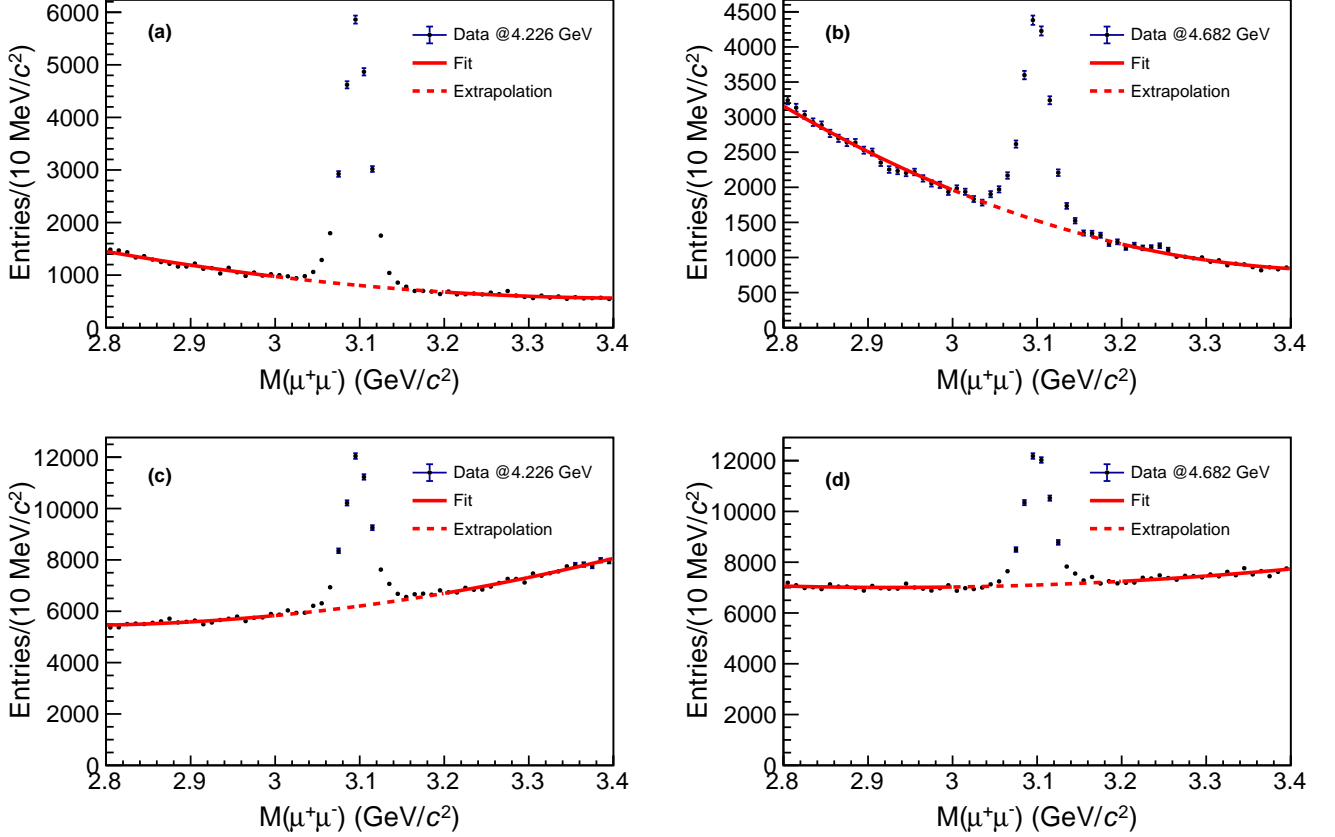 (a)
Data @4.226 GeV
Fit
Extrapolation
Entries/(10 MeV/c²)
6000
5000
4000
3000
2000
1000
0
2.8 2.9 3 3.1 3.2 3.3 3.4
M(μ⁺μ⁻) (GeV/c²)
(b)
Data @4.682 GeV
Fit
Extrapolation
Entries/(10 MeV/c²)
4500
4000
3500
3000
2500
2000
1500
1000
500
0
2.8 2.9 3 3.1 3.2 3.3 3.4
M(μ⁺μ⁻) (GeV/c²)
(c)
Data @4.226 GeV
Fit
Extrapolation
Entries/(10 MeV/c²)
12000
10000
8000
6000
4000
2000
0
2.8 2.9 3 3.1 3.2 3.3 3.4
M(μ⁺μ⁻) (GeV/c²)
(d)
Data @4.682 GeV
Fit
Extrapolation
Entries/(10 MeV/c²)
12000
10000
8000
6000
4000
2000
0
2.8 2.9 3 3.1 3.2 3.3 3.4
M(μ⁺μ⁻) (GeV/c²)